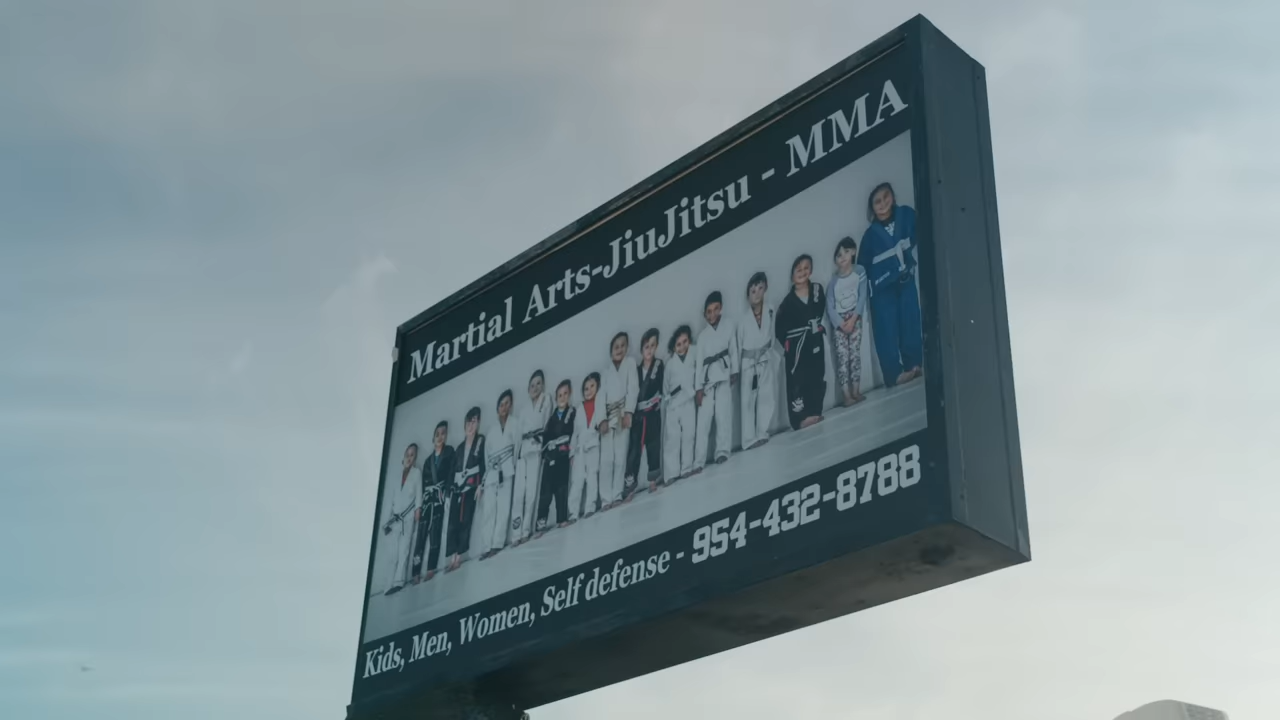 Martial Arts-JiuJitsu - MMA
Kids, Men, Women, Self defense - 954-432-8788